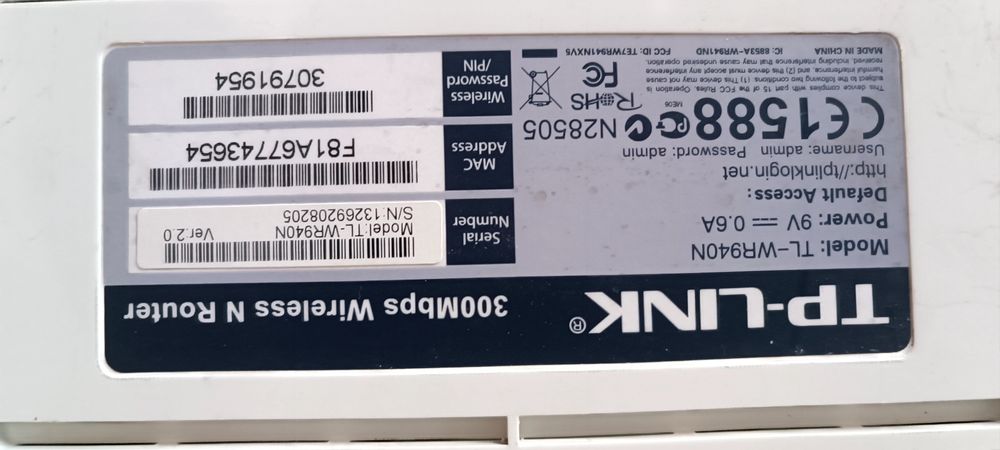 TP-LINK®
300Mbps Wireless N Router
Model: TL-WR940N
Power: 9V ⎓ 0.6A
Default Access:
http://tplinklogin.net
Username: admin Password: admin
CE1588 N28505
ME06
RoHS
FC
This device complies with part 15 of the FCC Rules. Operation is
subject to the following two conditions: (1) This device may not cause
harmful interference, and (2) this device must accept any interference
received, including interference that may cause undesired operation.
MADE IN CHINA IC: 8853A-WR941ND FCC ID: TE7WR941NXV5
Serial
Number
Model:TL-WR940N Ver:2.0
S/N:13269208205
MAC
Address
F81A67743654
Wireless
Password
/PIN
30791954